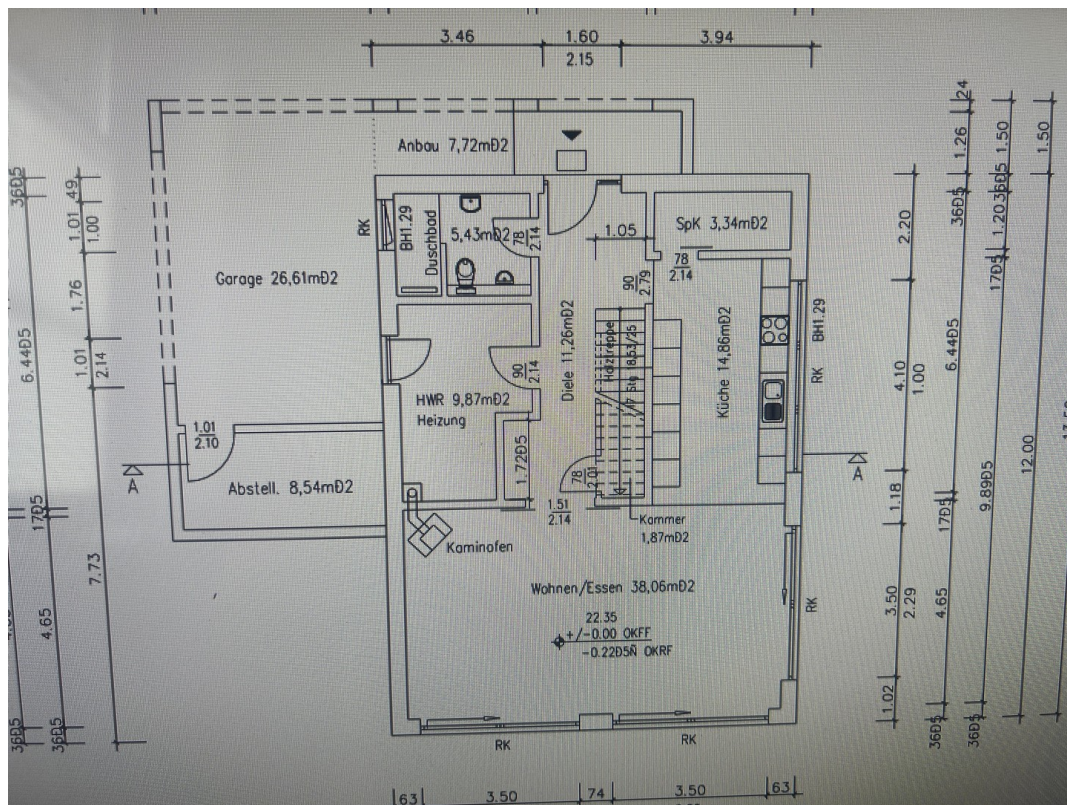 3.46
1.60
2.15
3.94
24
1.26
1.50
1.50
Anbau 7,72mÐ2
36Ð5
49
1.01
1.00
RK
BH1.29
Duschbad
5,43mÐ2
78
2.14
1.05
SpK 3,34mÐ2
78
2.14
90
2.79
2.20
36Ð5
1.20
36Ð5
17Ð5
Garage 26,61mÐ2
1.76
6.44Ð5
1.01
2.14
Diele 11,26mÐ2
Holztreppe
17 Stg 18,53/25
Küche 14,86mÐ2
BH1.29
RK
4.10
1.00
6.44Ð5
90
2.14
HWR 9,87mÐ2
Heizung
1.01
2.10
1.72Ð5
78
2.01
A
A
12.00
9.89Ð5
Abstell. 8,54mÐ2
1.18
17Ð5
17Ð5
1.51
2.14
Kammer
1,87mÐ2
Kaminofen
7.73
4.65
Wohnen/Essen 38,06mÐ2
22.35
+/-0.00 OKFF
-0.22Ð5Ñ OKRF
RK
3.50
2.29
4.65
1.02
36Ð5
36Ð5
36Ð5
36Ð5
RK
RK
63
3.50
74
3.50
63